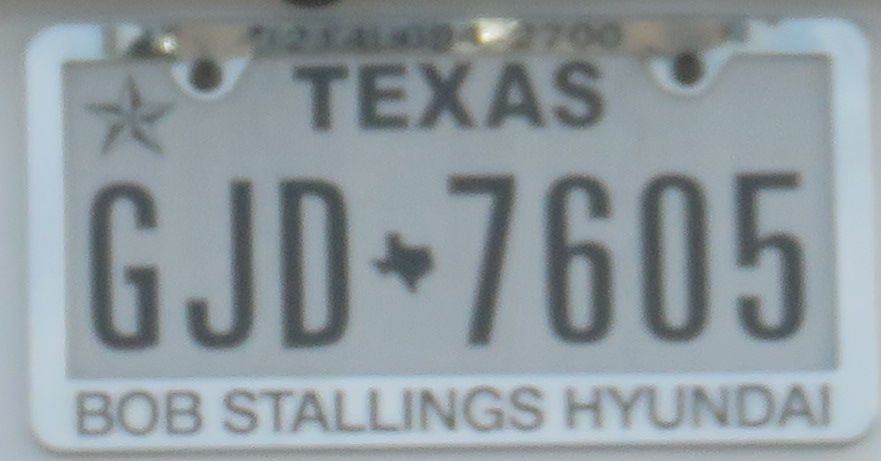 TEXAS
GJD 7605
BOB STALLINGS HYUNDAI